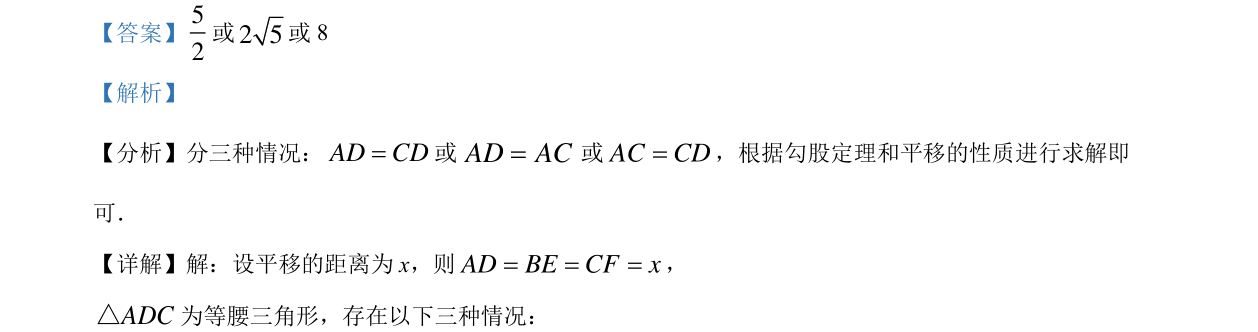 【答案】5/2或2√5或 8
【解析】
【分析】分三种情况：AD = CD或 AD = AC 或 AC = CD，根据勾股定理和平移的性质进行求解即
可．
【详解】解：设平移的距离为 x，则 AD = BE = CF = x，
△ADC 为等腰三角形，存在以下三种情况：